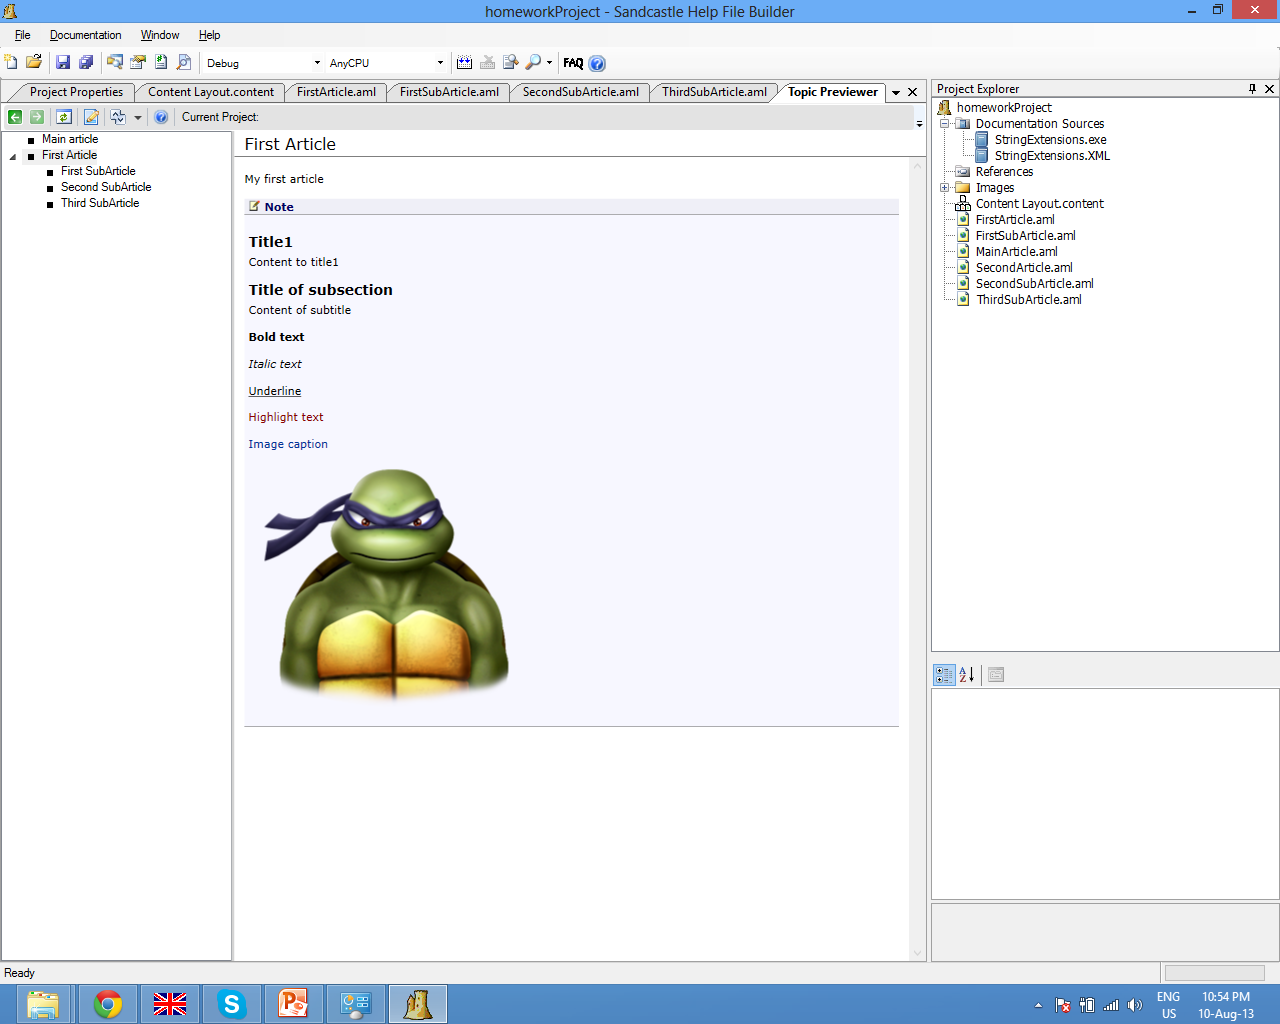 homeworkProject - Sandcastle Help File Builder
File Documentation Window Help
Debug AnyCPU FAQ
Project Properties Content Layout.content FirstArticle.aml FirstSubArticle.aml SecondSubArticle.aml ThirdSubArticle.aml Topic Previewer
Current Project:
Main article
First Article
First SubArticle
Second SubArticle
Third SubArticle
First Article
My first article
Note
Title1
Content to title1
Title of subsection
Content of subtitle
Bold text
Italic text
Underline
Highlight text
Image caption
Project Explorer
homeworkProject
Documentation Sources
StringExtensions.exe
StringExtensions.XML
References
Images
Content Layout.content
FirstArticle.aml
FirstSubArticle.aml
MainArticle.aml
SecondArticle.aml
SecondSubArticle.aml
ThirdSubArticle.aml
Ready
ENG 10:54 PM
US 10-Aug-13